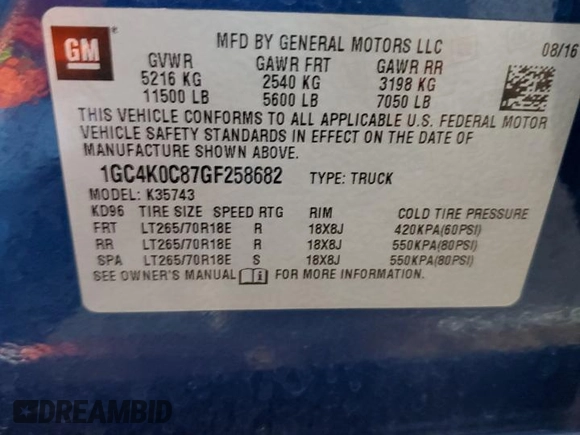 GM
MFD BY GENERAL MOTORS LLC 08/16
GVWR GAWR FRT GAWR RR
5216 KG 2540 KG 3198 KG
11500 LB 5600 LB 7050 LB
THIS VEHICLE CONFORMS TO ALL APPLICABLE U.S. FEDERAL MOTOR
VEHICLE SAFETY STANDARDS IN EFFECT ON THE DATE OF
MANUFACTURE SHOWN ABOVE.
1GC4K0C87GF258682 TYPE: TRUCK
MODEL: K35743
KD96 TIRE SIZE SPEED RTG RIM COLD TIRE PRESSURE
FRT LT265/70R18E R 18X8J 420KPA(60PSI)
RR LT265/70R18E R 18X8J 550KPA(80PSI)
SPA LT265/70R18E S 18X8J 550KPA(80PSI)
SEE OWNER'S MANUAL FOR MORE INFORMATION.
DREAMBID